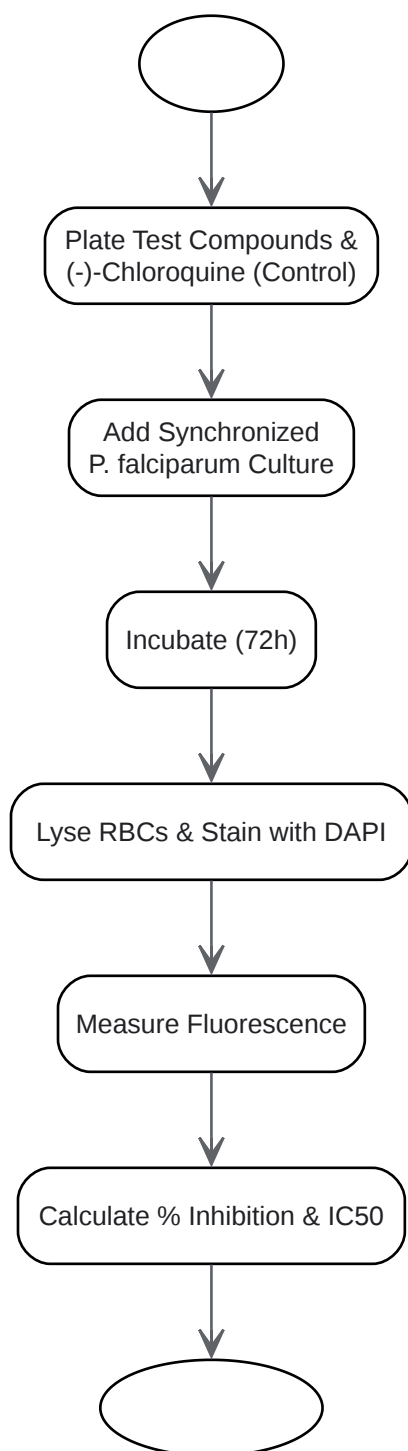 Plate Test Compounds &
(-)-Chloroquine (Control)
Add Synchronized
P. falciparum Culture
Incubate (72h)
Lyse RBCs & Stain with DAPI
Measure Fluorescence
Calculate % Inhibition & IC50